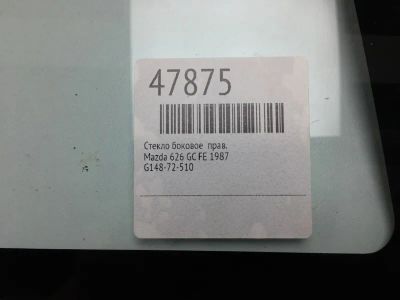 47875
Стекло боковое прав.
Mazda 626 GC FE 1987
G148-72-510